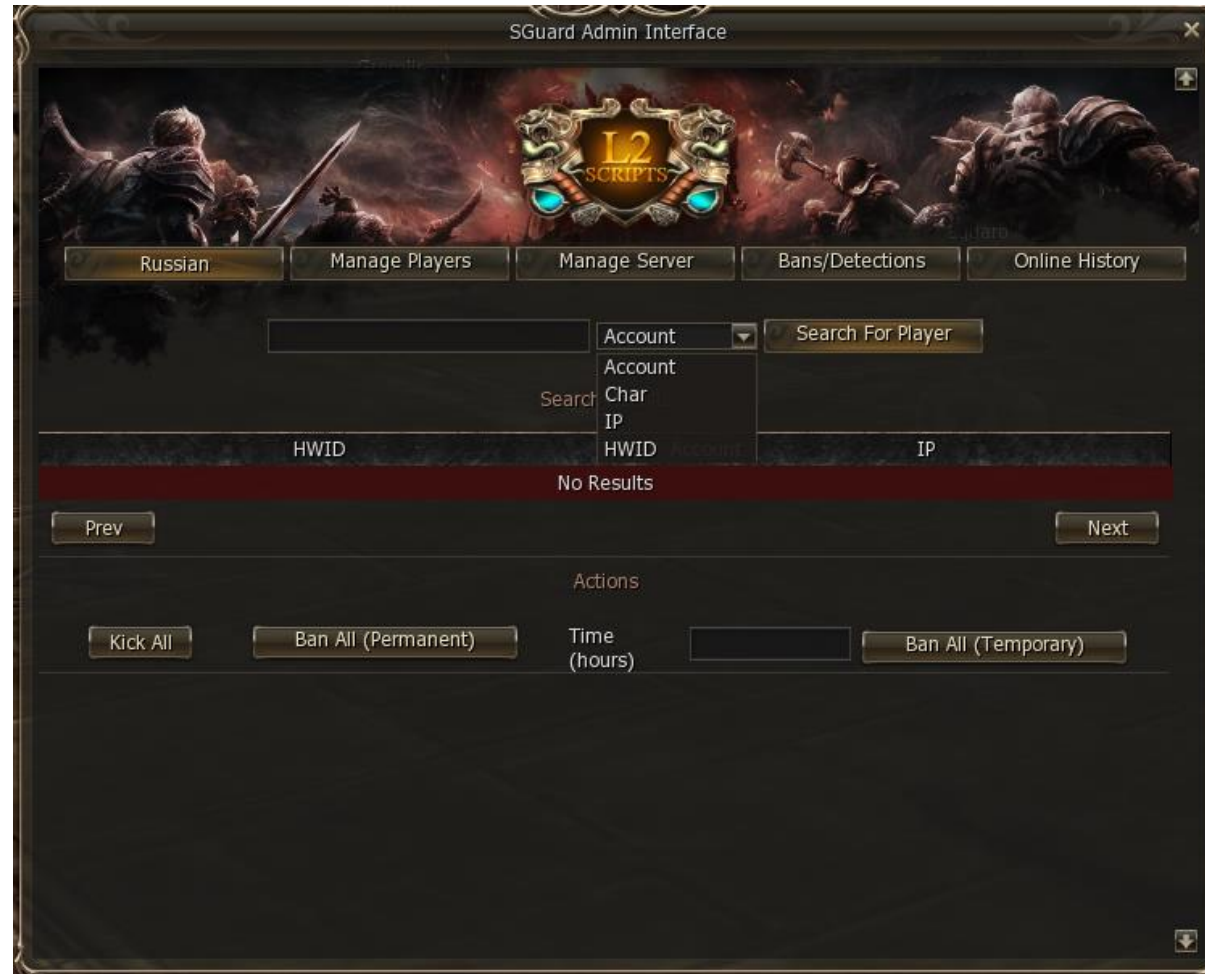 SGuard Admin Interface
L2
SCRIPTS
Russian Manage Players Manage Server Bans/Detections Online History
Account Search For Player
Account
Char
Search
IP
HWID HWID Account IP
No Results
Prev Next
Actions
Kick All Ban All (Permanent) Time (hours) Ban All (Temporary)